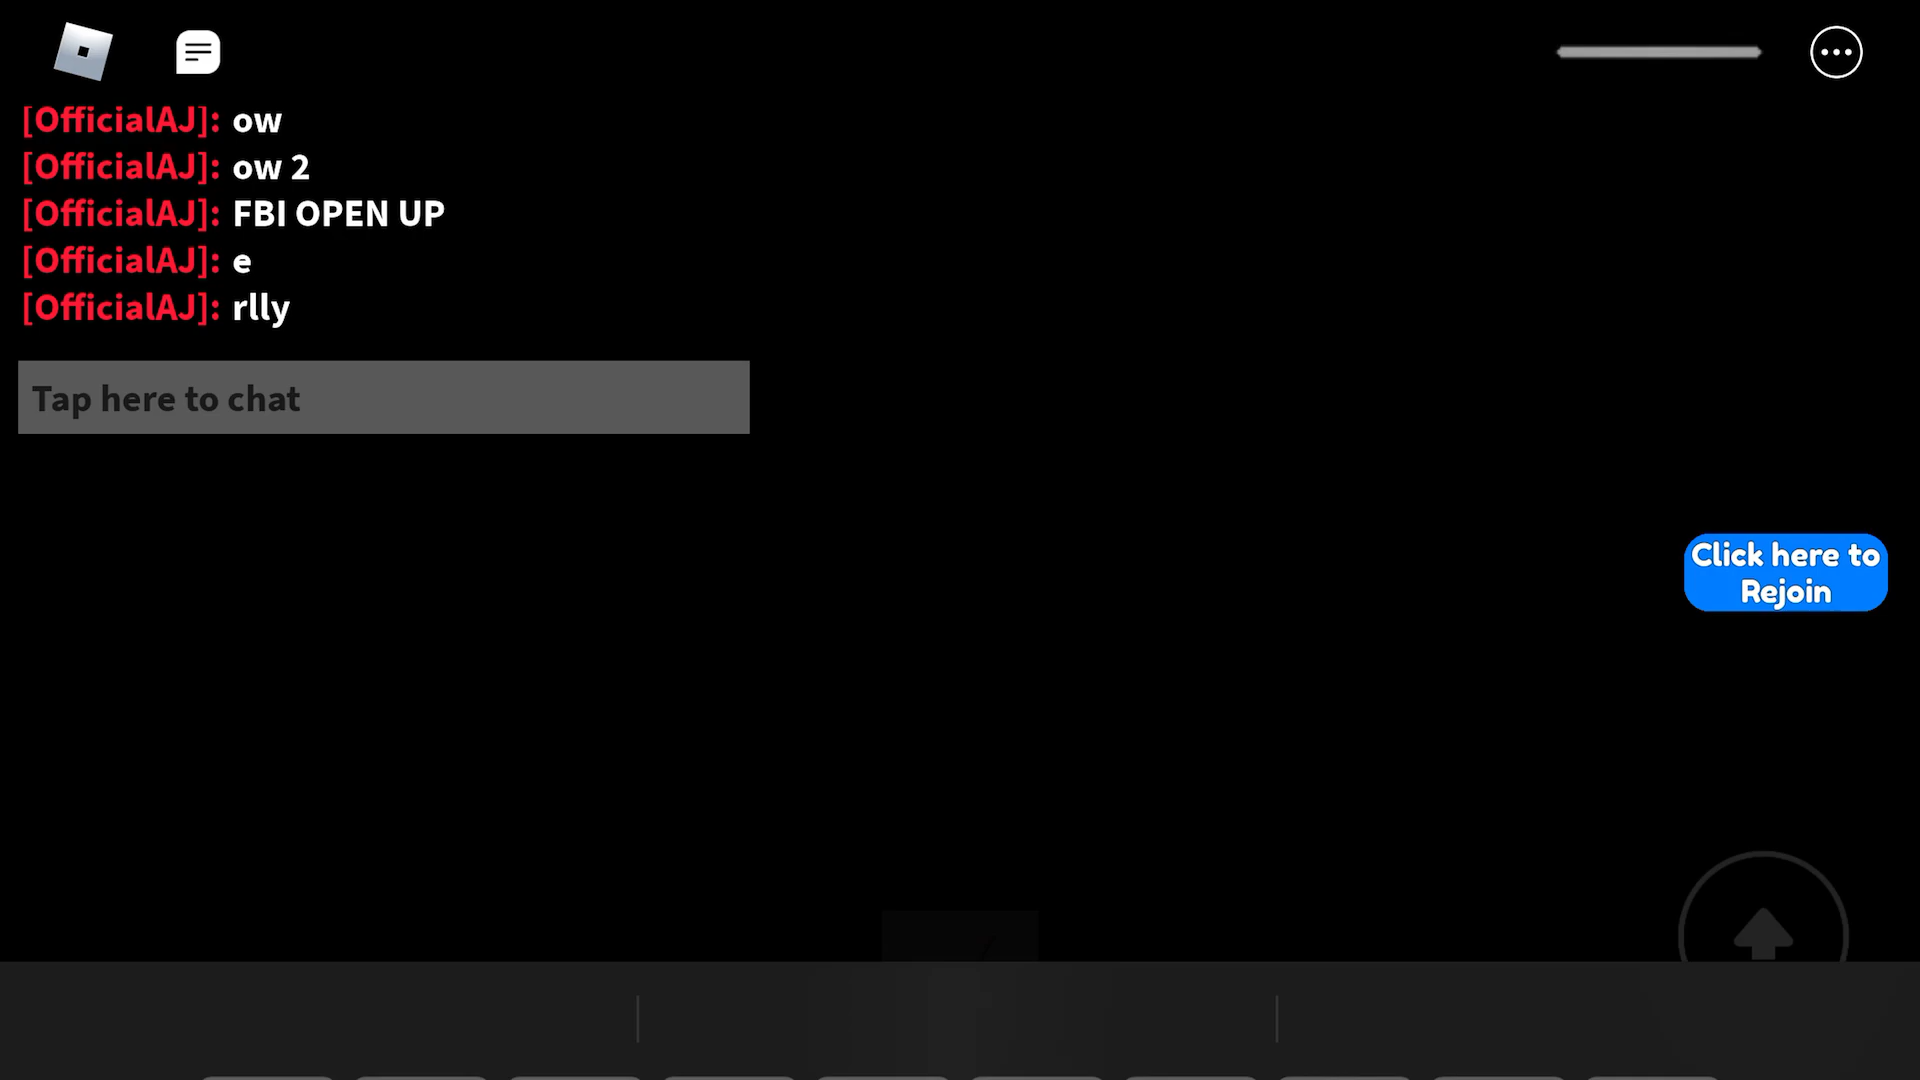 [OfficialAJ]: ow
[OfficialAJ]: ow 2
[OfficialAJ]: FBI OPEN UP
[OfficialAJ]: e
[OfficialAJ]: rlly
Tap here to chat
Click here to
Rejoin